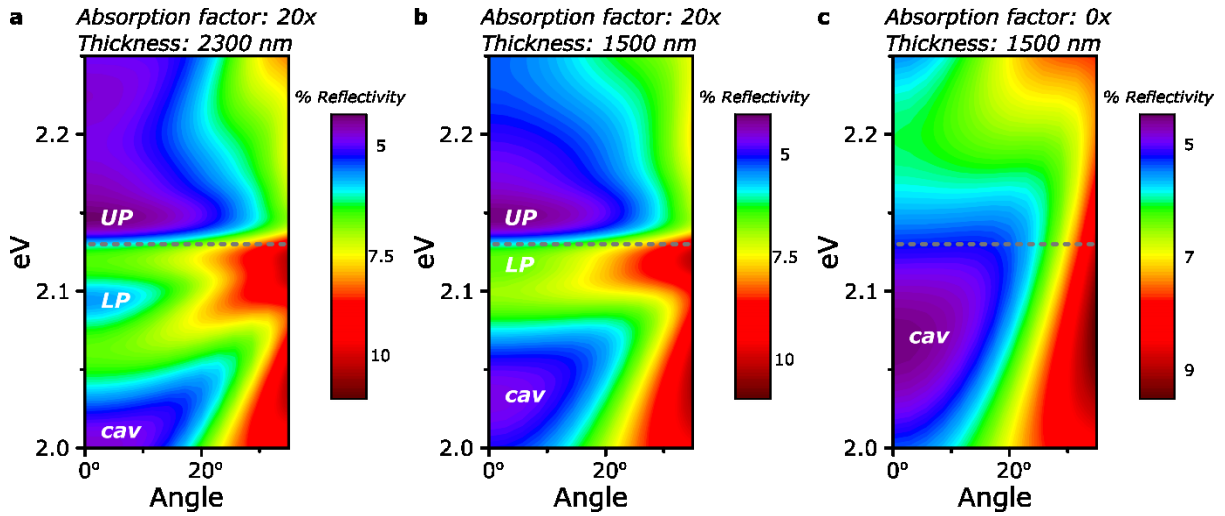 a
Absorption factor: 20x
Thickness: 2300 nm
% Reflectivity
5
7.5
10
2.2
2.1
2.0
eV
UP
LP
cav
0°
20°
Angle
b
Absorption factor: 20x
Thickness: 1500 nm
% Reflectivity
5
7.5
10
2.2
2.1
2.0
eV
UP
LP
cav
0°
20°
Angle
c
Absorption factor: 0x
Thickness: 1500 nm
% Reflectivity
5
7
9
2.2
2.1
2.0
eV
cav
0°
20°
Angle